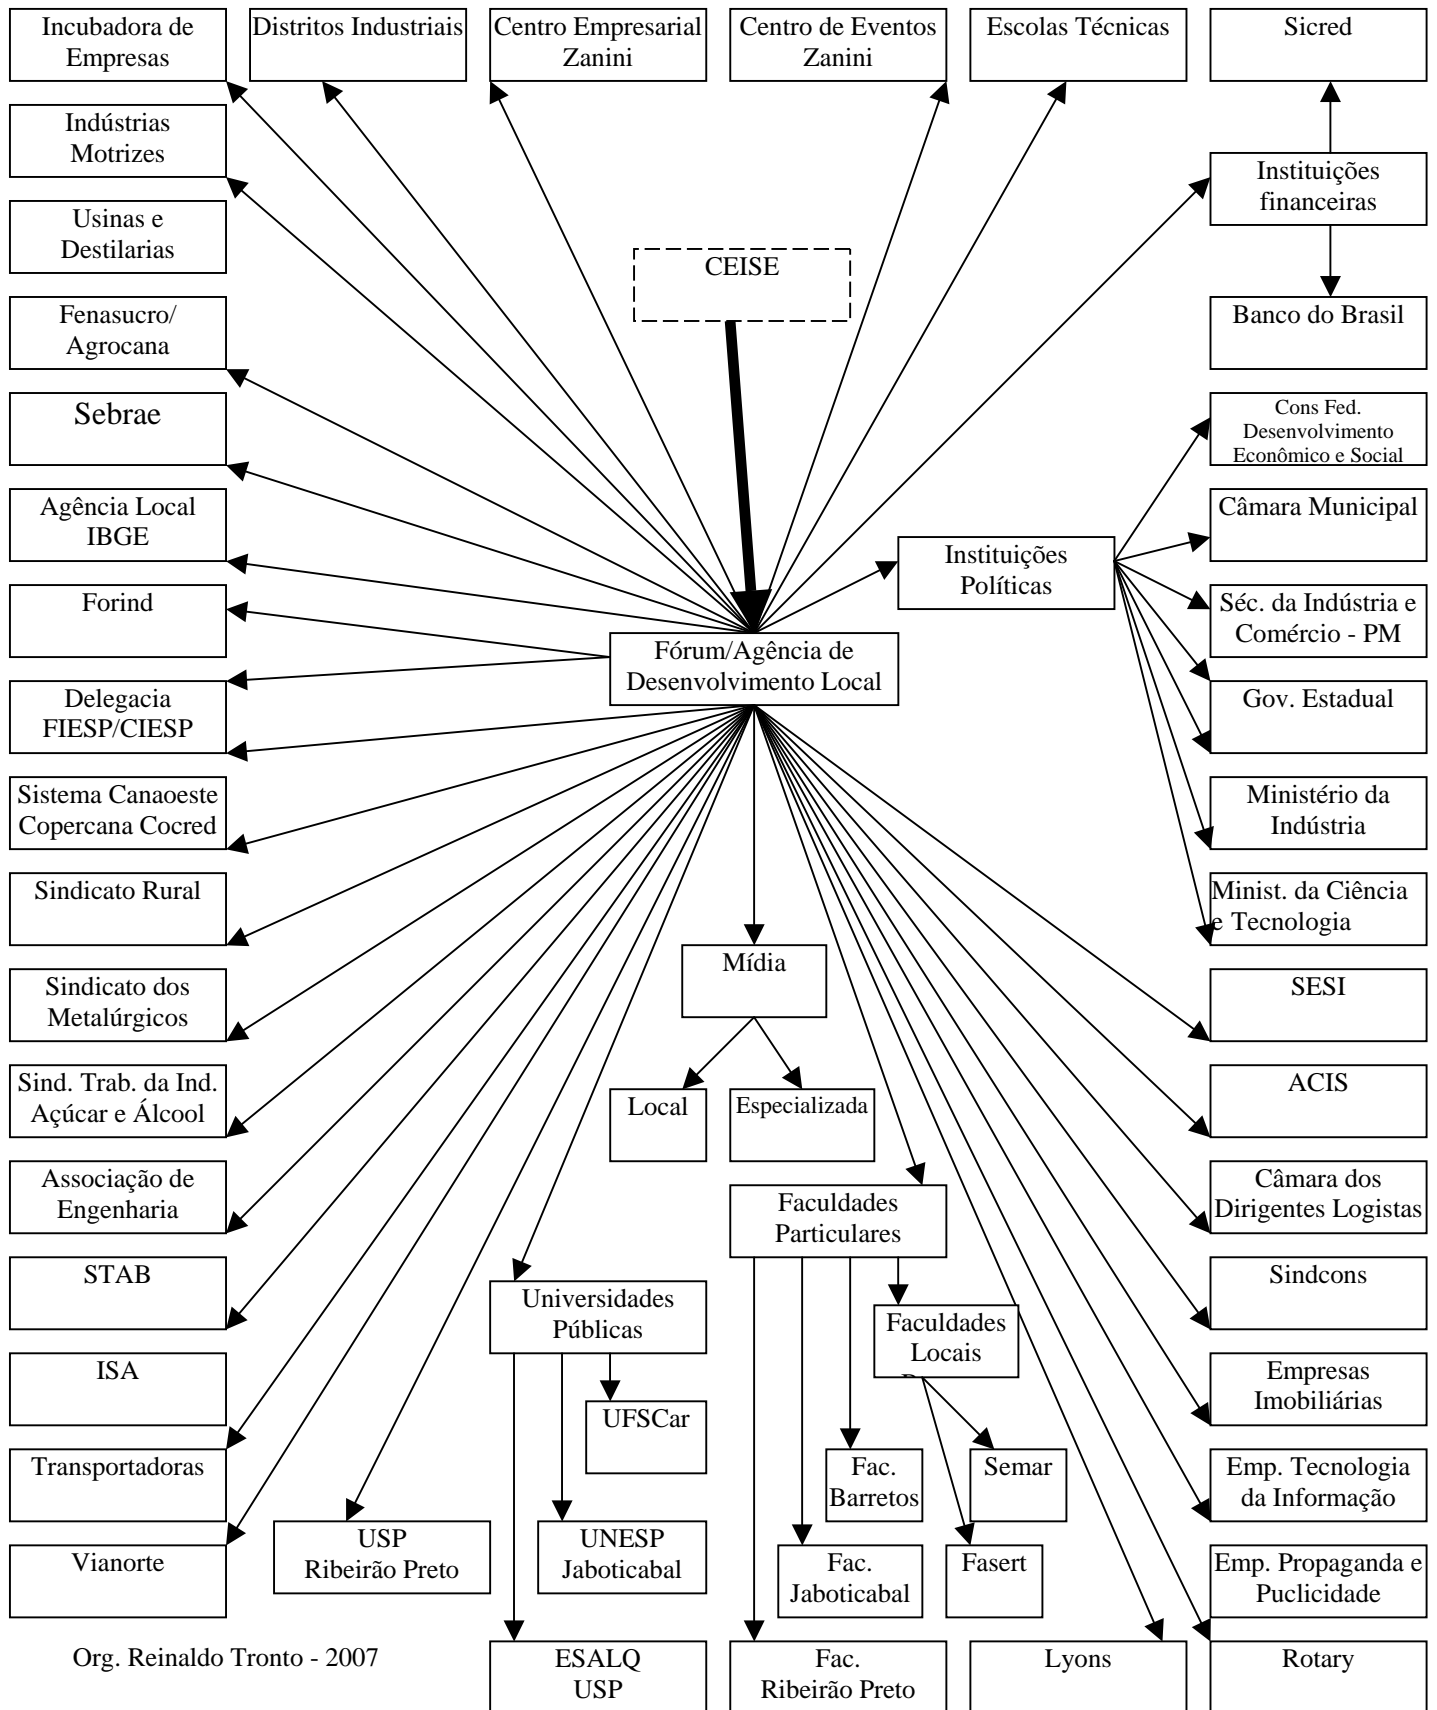 Incubadora de
Empresas
Distritos Industriais
Centro Empresarial
Zanini
Centro de Eventos
Zanini
Escolas Técnicas
Sicred
Indústrias
Motrizes
Instituições
financeiras
Usinas e
Destilarias
CEISE
Fenasucro/
Agrocana
Banco do Brasil
Sebrae
Cons Fed.
Desenvolvimento
Econômico e Social
Agência Local
IBGE
Câmara Municipal
Instituições
Políticas
Forind
Séc. da Indústria e
Comércio - PM
Fórum/Agência de
Desenvolvimento Local
Delegacia
FIESP/CIESP
Gov. Estadual
Sistema Canaoeste
Copercana Cocred
Ministério da
Indústria
Sindicato Rural
Minist. da Ciência
e Tecnologia
Mídia
Sindicato dos
Metalúrgicos
SESI
Sind. Trab. da Ind.
Açúcar e Álcool
Local
Especializada
ACIS
Associação de
Engenharia
Faculdades
Particulares
Câmara dos
Dirigentes Logistas
STAB
Universidades
Públicas
Faculdades
Locais
Sindcons
ISA
UFSCar
Empresas
Imobiliárias
Transportadoras
Fac.
Barretos
Semar
Emp. Tecnologia
da Informação
Vianorte
USP
Ribeirão Preto
UNESP
Jaboticabal
Fac.
Jaboticabal
Fasert
Emp. Propaganda e
Puclicidade
Org. Reinaldo Tronto - 2007
ESALQ
USP
Fac.
Ribeirão Preto
Lyons
Rotary